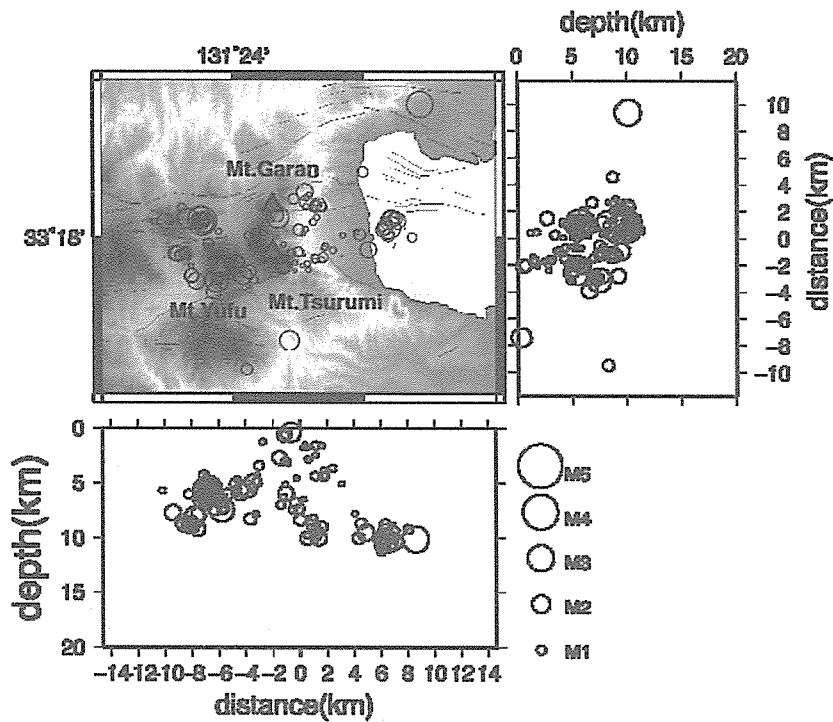 depth(km)
131°24'
0 5 10 15 20
10
8
6
4
2
0
-2
-4
-6
-8
-10
distance(km)
Mt.Garan
33°18'
Mt.Yufu
Mt.Tsurumi
0
5
10
15
20
depth(km)
-14-12-10-8 -6 -4 -2 0 2 4 6 8 10 12 14
distance(km)
M5
M4
M3
M2
M1